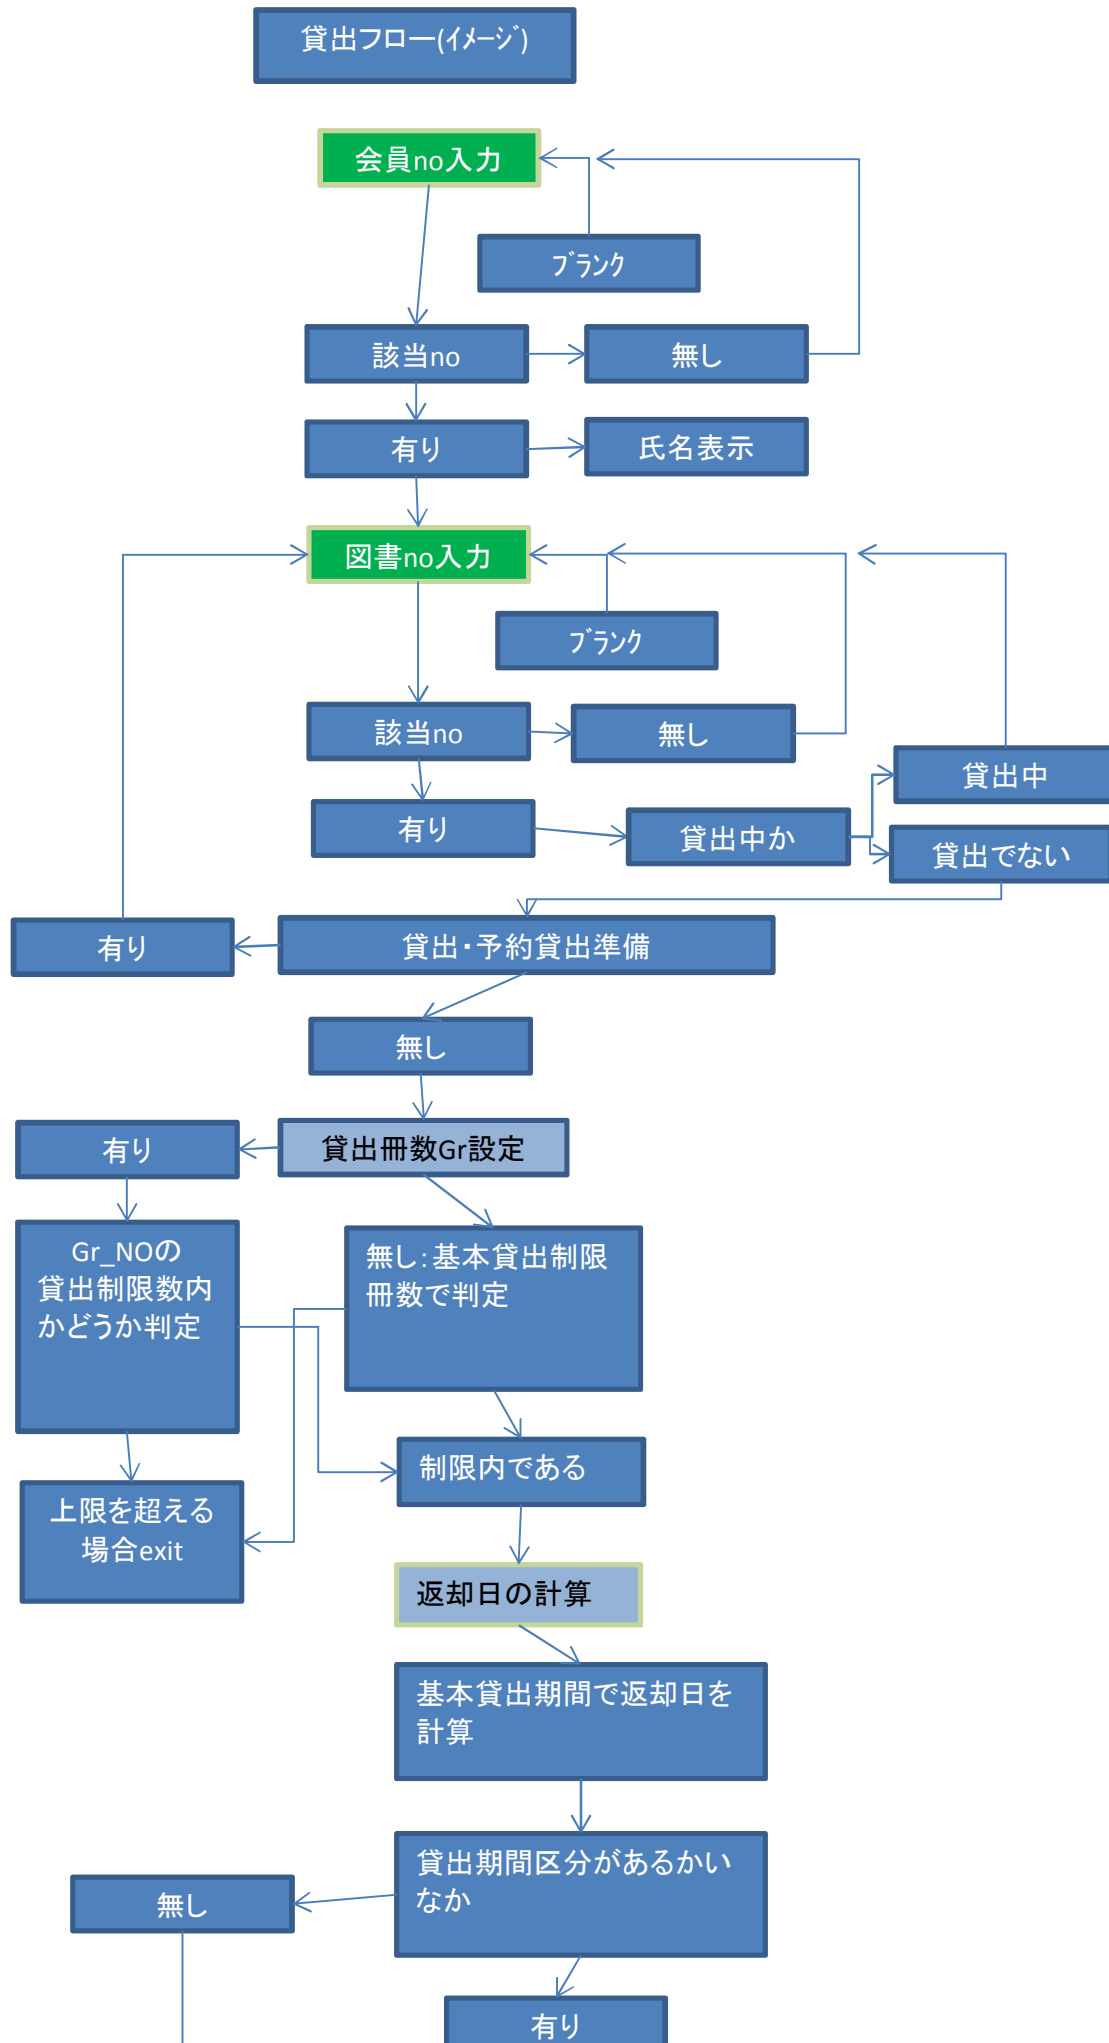 貸出フロー(ｲﾒｰｼﾞ)
会員no入力
ﾌﾞﾗﾝｸ
該当no
無し
有り
氏名表示
図書no入力
ﾌﾞﾗﾝｸ
該当no
無し
貸出中
有り
貸出中か
貸出でない
有り
貸出・予約貸出準備
無し
有り
貸出冊数Gr設定
Gr_NOの
貸出制限数内
かどうか判定
無し：基本貸出制限
冊数で判定
制限内である
上限を超える
場合exit
返却日の計算
基本貸出期間で返却日を
計算
貸出期間区分があるかい
なか
無し
有り